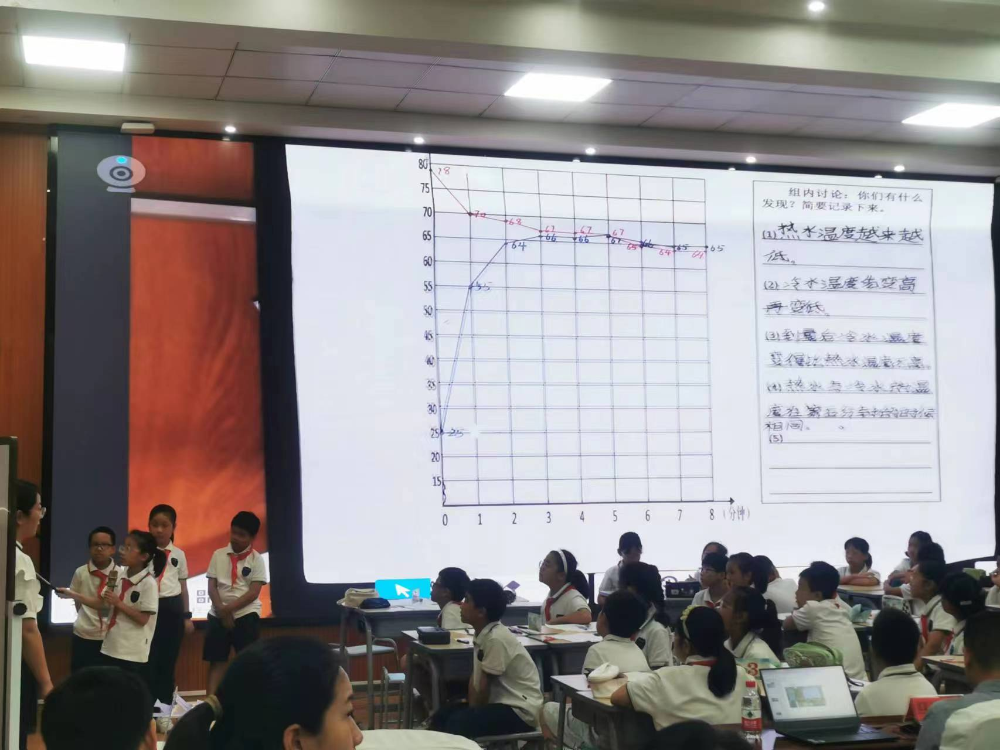 80
78
75
70
70
68
67
67
67
65
64
66
66
67
65
66
64
65
64
65
60
55
55
50
45
40
35
30
25
25
20
15
0 1 2 3 4 5 6 7 8 (分钟)
组内讨论:你们有什么
发现?简要记录下来。
(1)热水温度越来越
低。
(2)冷水温度先变高
再变低。
(3)到最后冷水温度
变得比热水温度还高。
(4)热水与冷水的温
度在第五分钟的时候
相同。
(5)
3